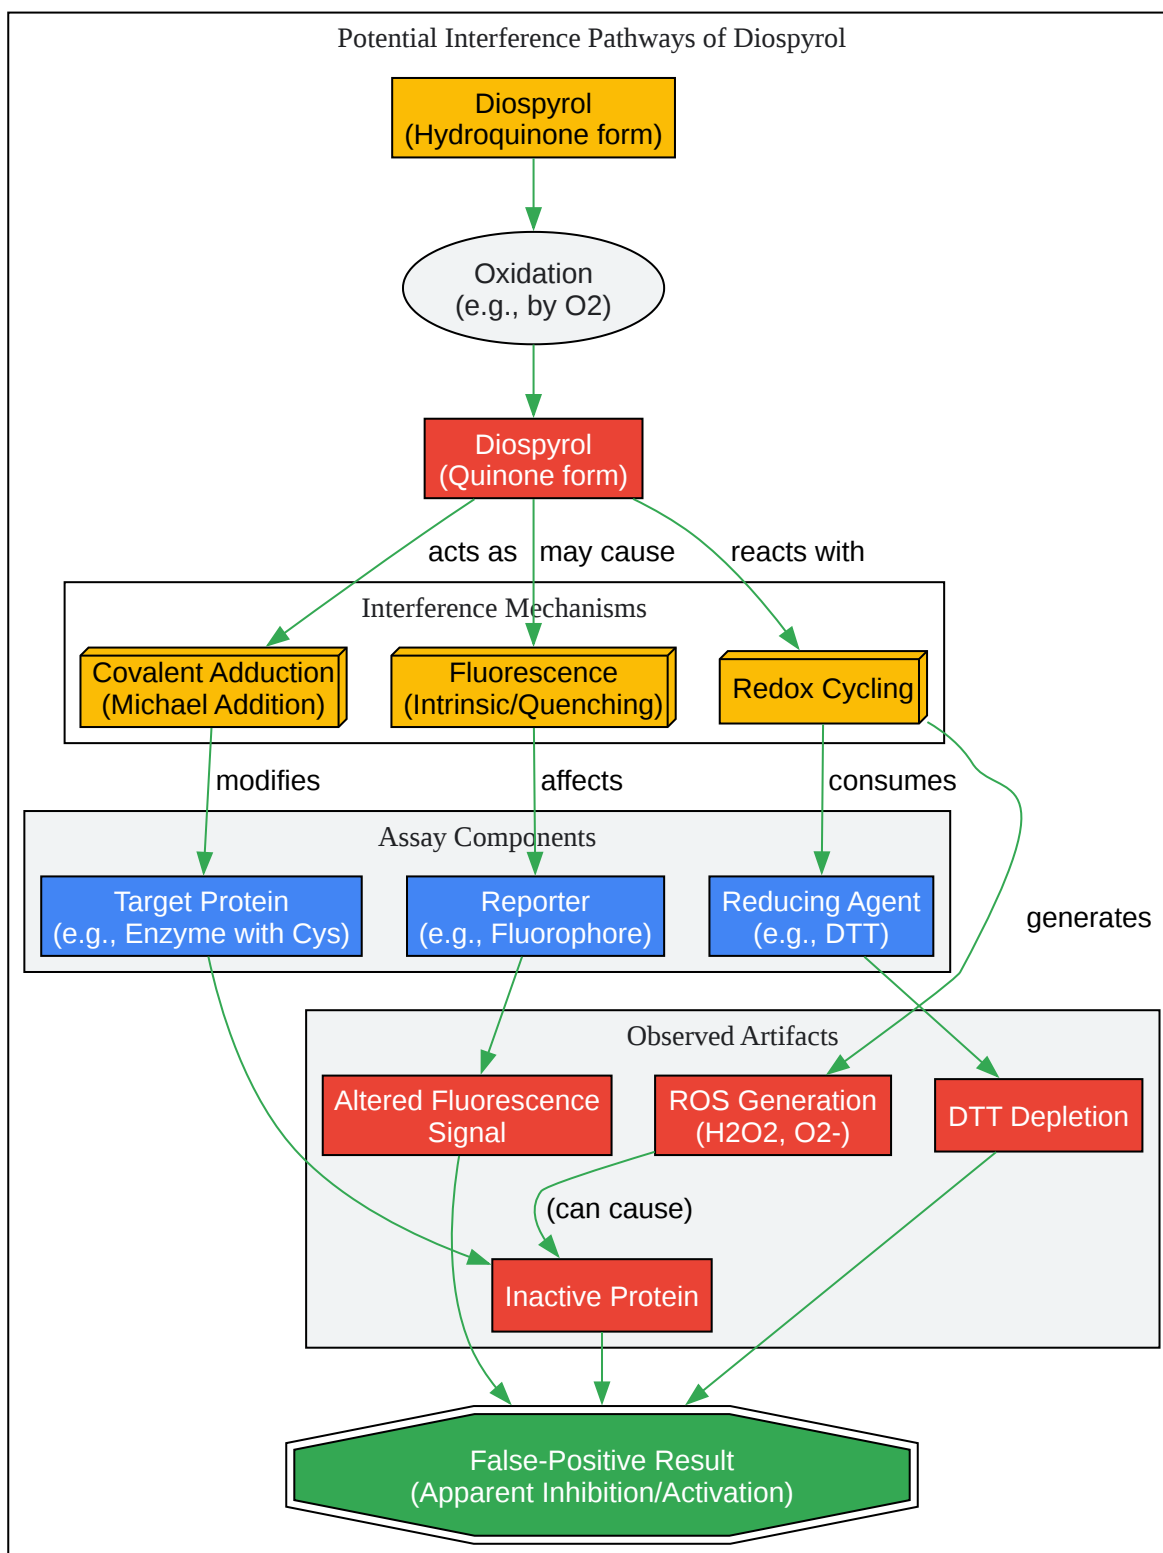 Potential Interference Pathways of Diospyrol
Diospyrol
(Hydroquinone form)
Oxidation
(e.g., by O2)
Diospyrol
(Quinone form)
acts as
may cause
reacts with
Interference Mechanisms
Covalent Adduction
(Michael Addition)
Fluorescence
(Intrinsic/Quenching)
Redox Cycling
modifies
affects
consumes
generates
Assay Components
Target Protein
(e.g., Enzyme with Cys)
Reporter
(e.g., Fluorophore)
Reducing Agent
(e.g., DTT)
Observed Artifacts
Altered Fluorescence
Signal
ROS Generation
(H2O2, O2-)
DTT Depletion
(can cause)
Inactive Protein
False-Positive Result
(Apparent Inhibition/Activation)